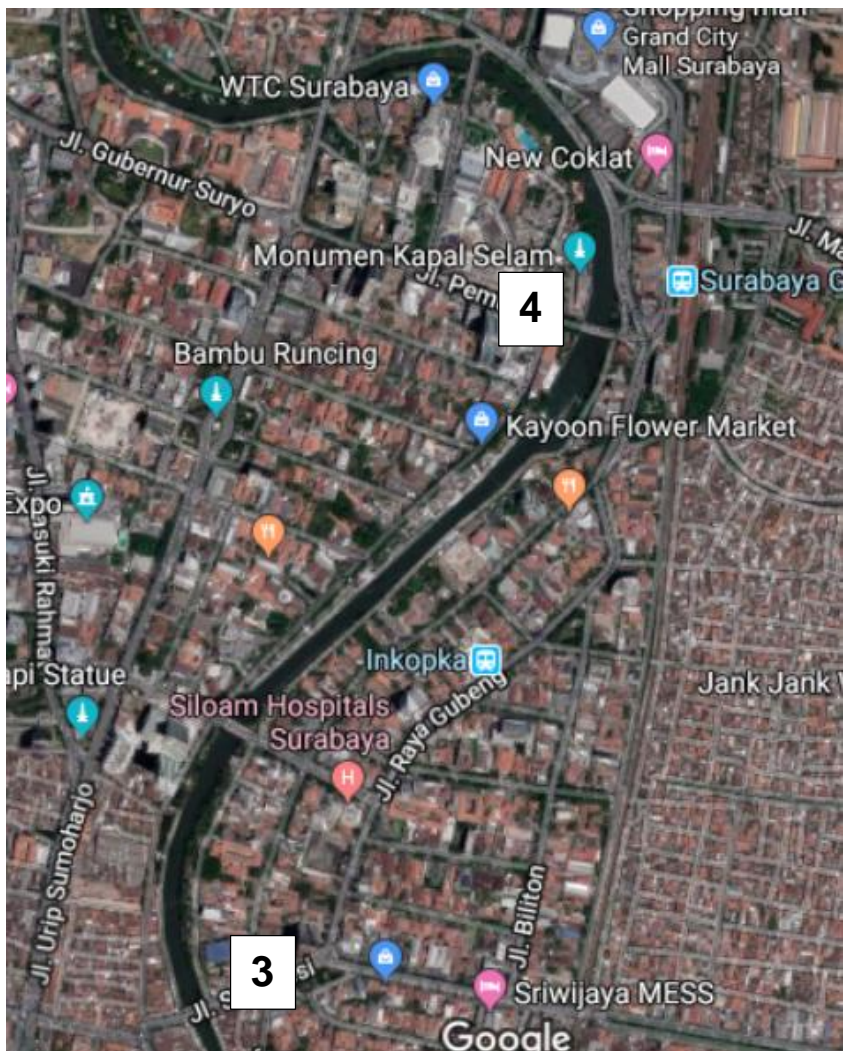 Shopping mall
Grand City
Mall Surabaya
WTC Surabaya
Jl. Gubernur Suryo
New Coklat
Jl. Ma
Monumen Kapal Selam
Surabaya G
Jl. Pem
4
Bambu Runcing
Kayoon Flower Market
Expo
Jl. Basuki Rahma
Inkopka
api Statue
Jank Jank W
Siloam Hospitals
Surabaya
H
Jl. Raya Gubeng
Jl. Urip Sumoharjo
Jl. Biliton
3
Jl. S
si
Sriwijaya MESS
Google